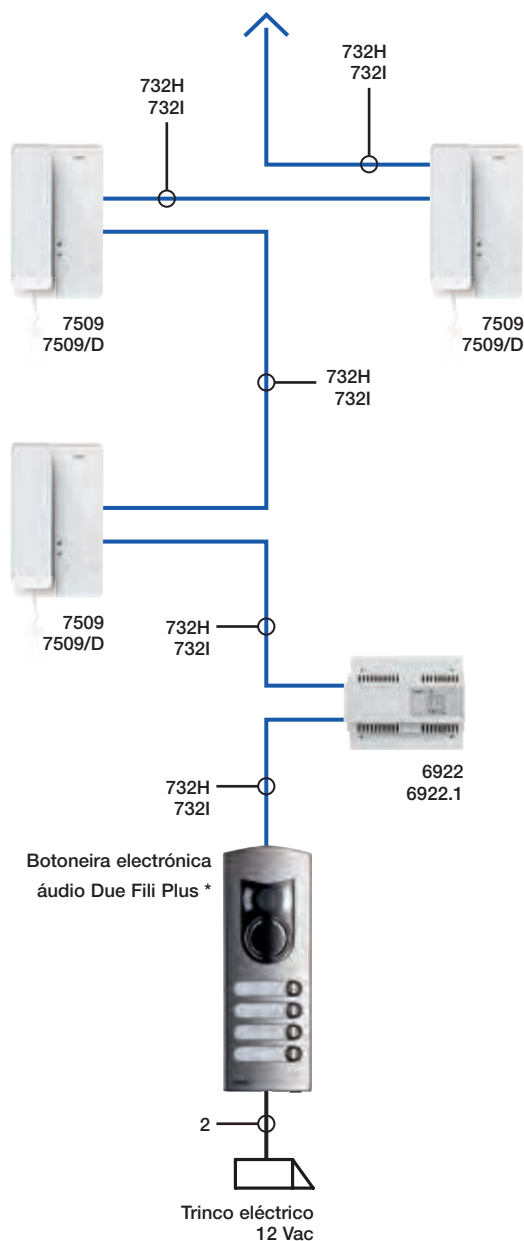 732H
732I
732H
732I
7509
7509/D
7509
7509/D
732H
732I
7509
7509/D
732H
732I
6922
6922.1
732H
732I
Botoneira electrónica
áudio Due Fili Plus *
2
Trinco eléctrico
12 Vac